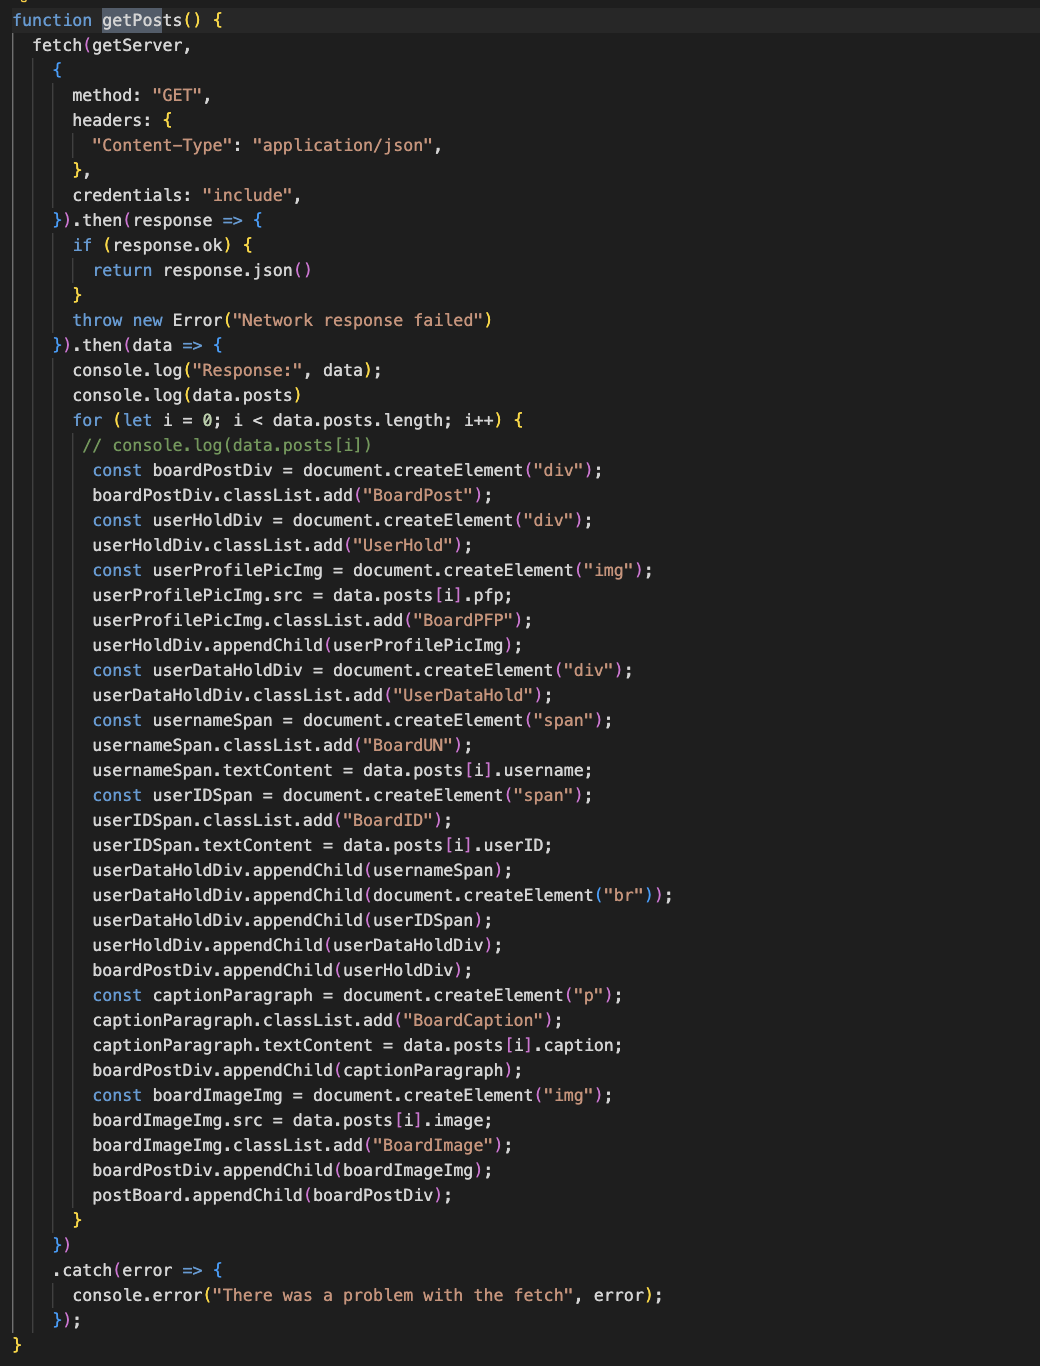 function getPosts() {
  fetch(getServer,
    {
      method: "GET",
      headers: {
        "Content-Type": "application/json",
      },
      credentials: "include",
    }).then(response => {
      if (response.ok) {
        return response.json()
      }
      throw new Error("Network response failed")
    }).then(data => {
      console.log("Response:", data);
      console.log(data.posts)
      for (let i = 0; i < data.posts.length; i++) {
       // console.log(data.posts[i])
        const boardPostDiv = document.createElement("div");
        boardPostDiv.classList.add("BoardPost");
        const userHoldDiv = document.createElement("div");
        userHoldDiv.classList.add("UserHold");
        const userProfilePicImg = document.createElement("img");
        userProfilePicImg.src = data.posts[i].pfp;
        userProfilePicImg.classList.add("BoardPFP");
        userHoldDiv.appendChild(userProfilePicImg);
        const userDataHoldDiv = document.createElement("div");
        userDataHoldDiv.classList.add("UserDataHold");
        const usernameSpan = document.createElement("span");
        usernameSpan.classList.add("BoardUN");
        usernameSpan.textContent = data.posts[i].username;
        const userIDSpan = document.createElement("span");
        userIDSpan.classList.add("BoardID");
        userIDSpan.textContent = data.posts[i].userID;
        userDataHoldDiv.appendChild(usernameSpan);
        userDataHoldDiv.appendChild(document.createElement("br"));
        userDataHoldDiv.appendChild(userIDSpan);
        userHoldDiv.appendChild(userDataHoldDiv);
        boardPostDiv.appendChild(userHoldDiv);
        const captionParagraph = document.createElement("p");
        captionParagraph.classList.add("BoardCaption");
        captionParagraph.textContent = data.posts[i].caption;
        boardPostDiv.appendChild(captionParagraph);
        const boardImageImg = document.createElement("img");
        boardImageImg.src = data.posts[i].image;
        boardImageImg.classList.add("BoardImage");
        boardPostDiv.appendChild(boardImageImg);
        postBoard.appendChild(boardPostDiv);
      }
    })
    .catch(error => {
      console.error("There was a problem with the fetch", error);
    });
}